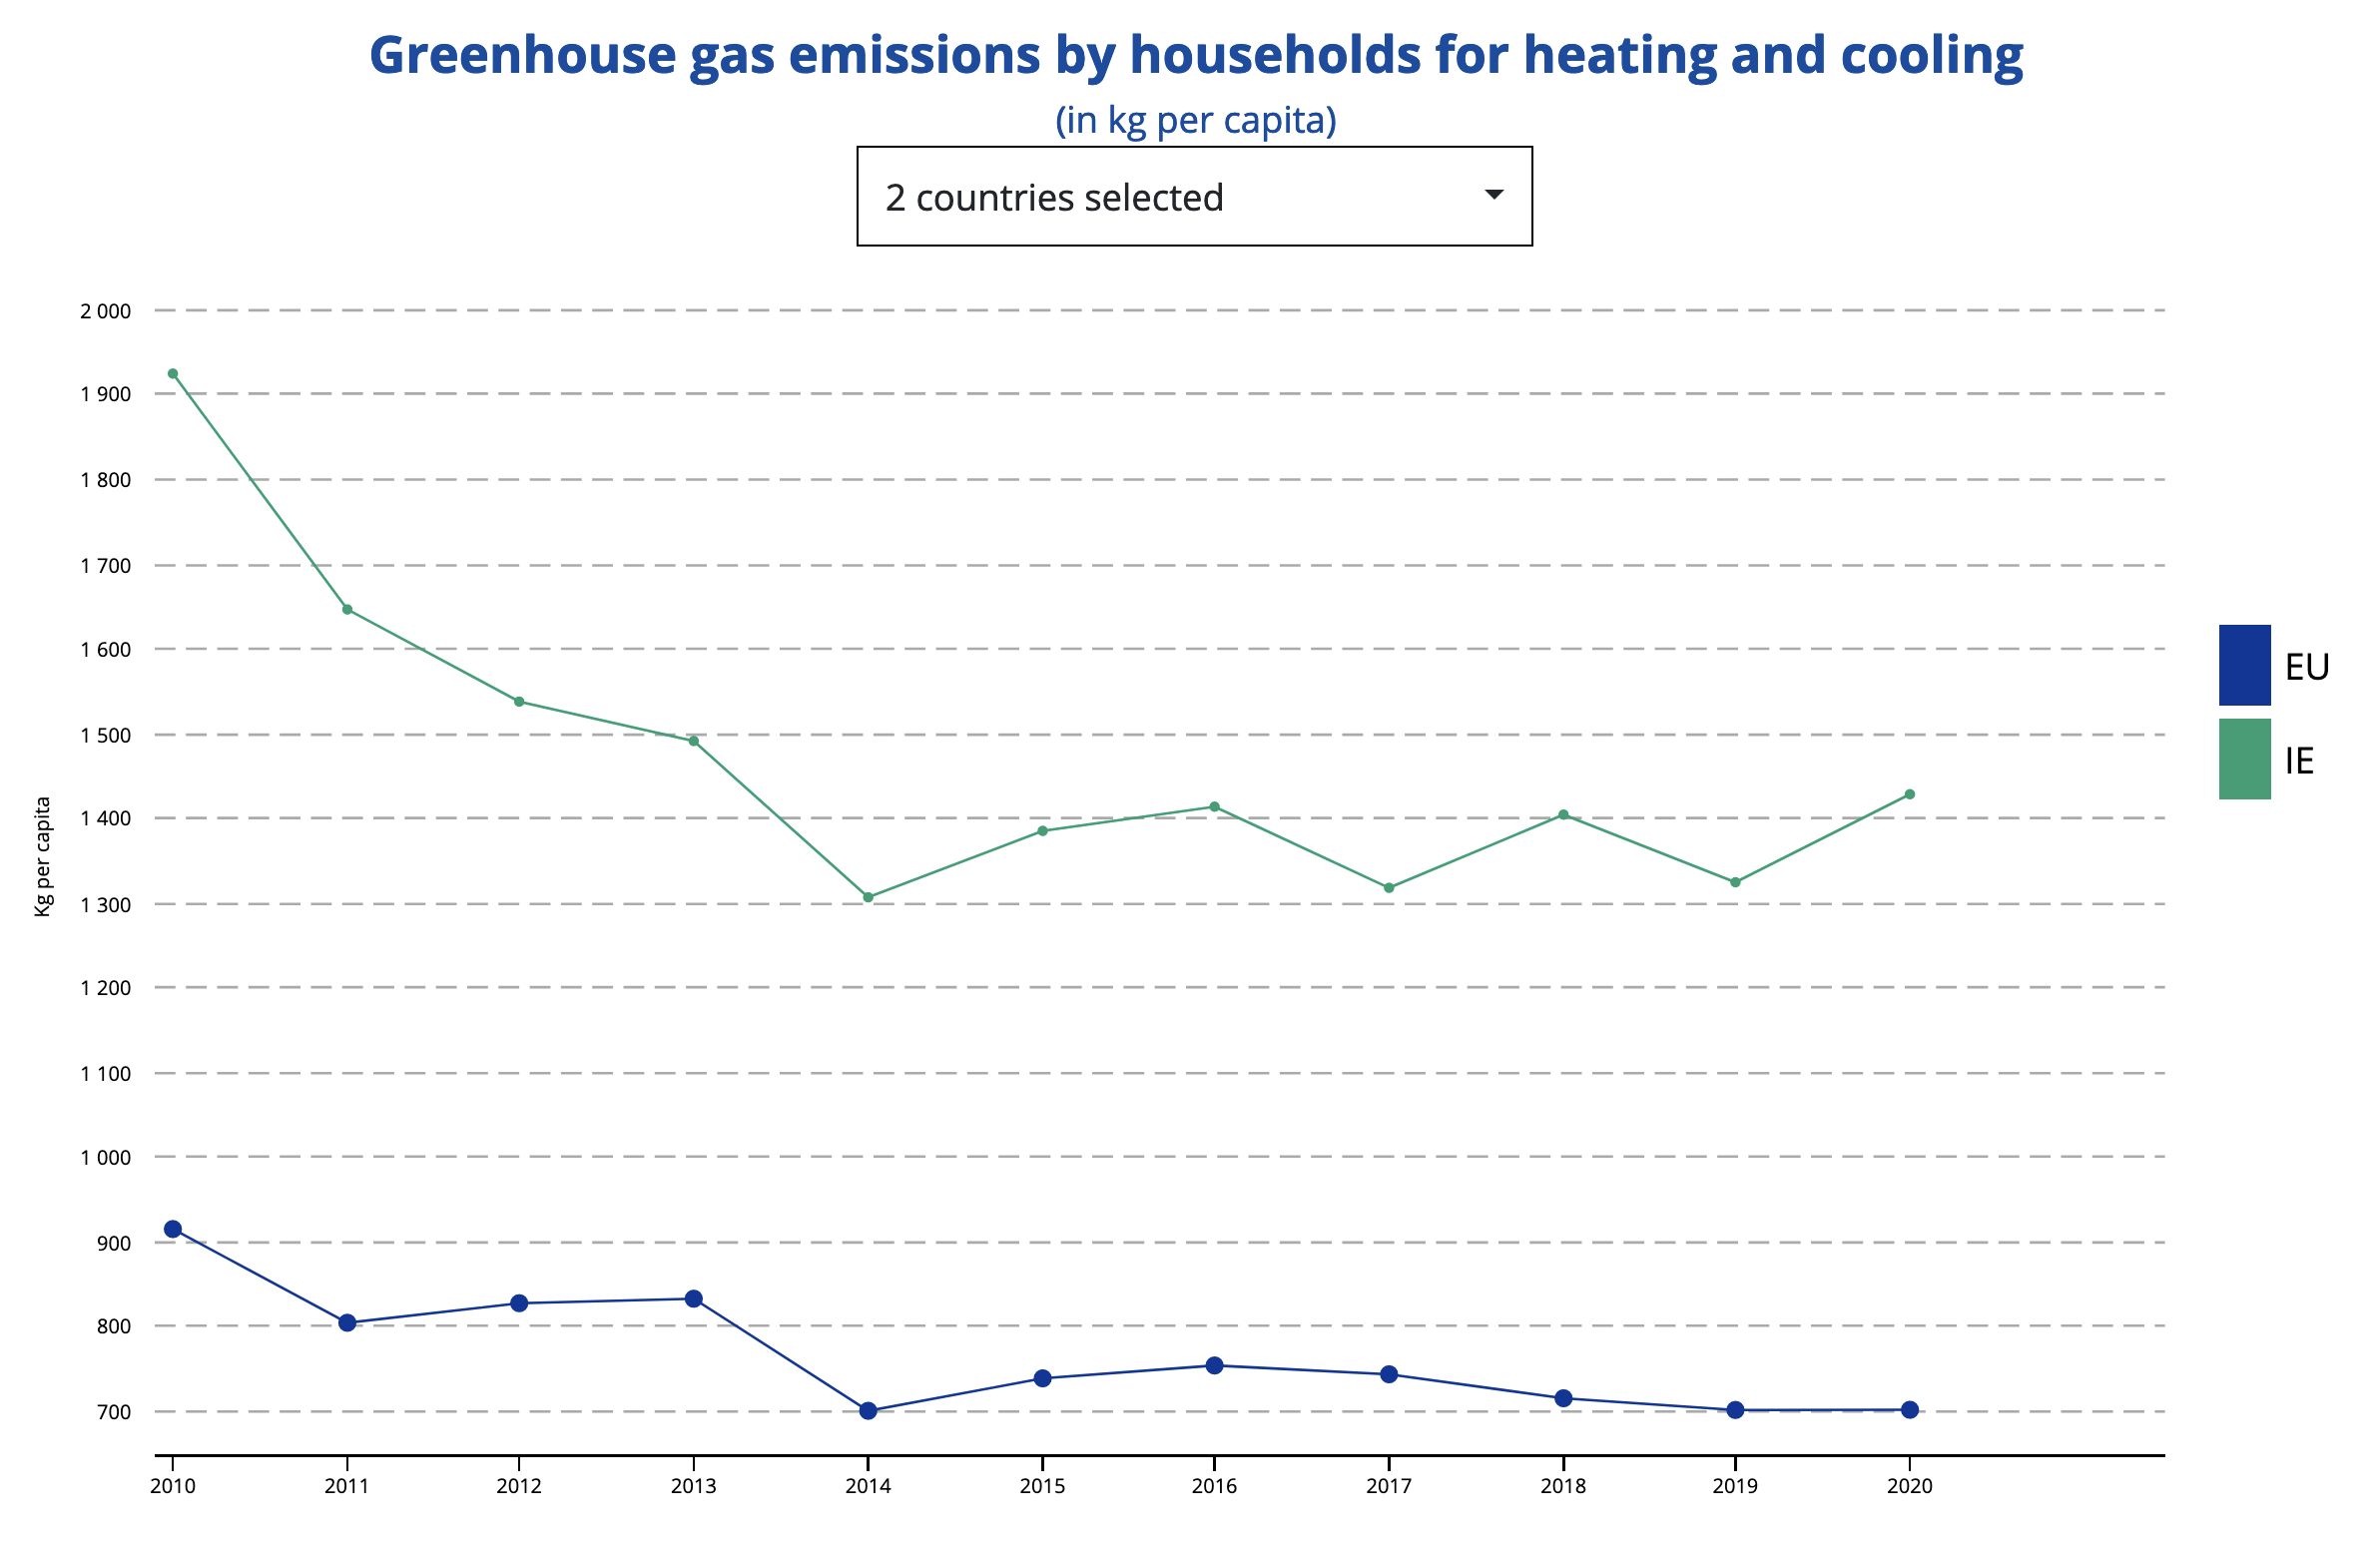 Greenhouse gas emissions by households for heating and cooling
(in kg per capita)
2 countries selected
2 000
1 900
1 800
1 700
1 600
1 500
1 400
1 300
1 200
1 100
1 000
900
800
700
Kg per capita
2010 2011 2012 2013 2014 2015 2016 2017 2018 2019 2020
EU
IE